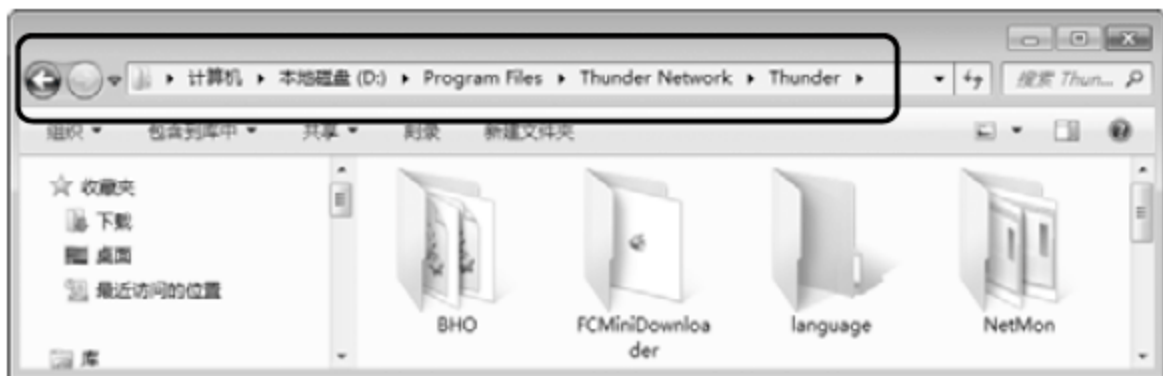 计算机 ▸ 本地磁盘 (D:) ▸ Program Files ▸ Thunder Network ▸ Thunder ▸
搜索 Thun...
组织 包含到库中 共享 刻录 新建文件夹
收藏夹
下载
桌面
最近访问的位置
库
BHO
FCMiniDownloa
der
language
NetMon